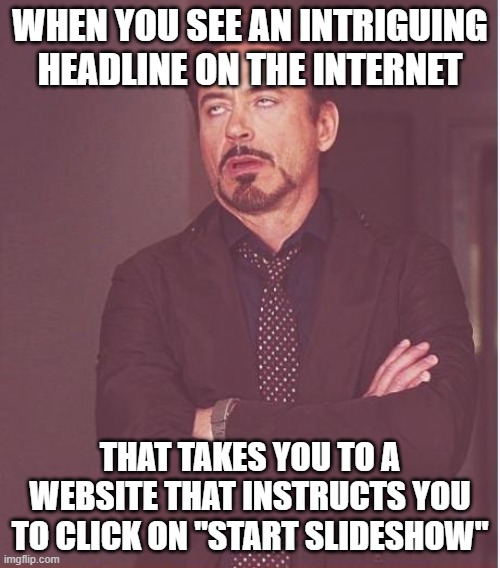 WHEN YOU SEE AN INTRIGUING
HEADLINE ON THE INTERNET
THAT TAKES YOU TO A
WEBSITE THAT INSTRUCTS YOU
TO CLICK ON "START SLIDESHOW"
imgflip.com